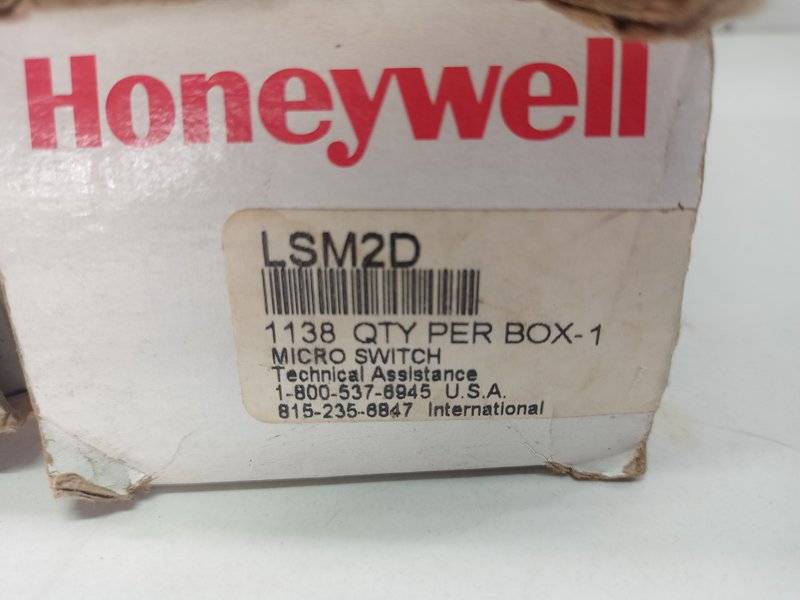 Honeywell
LSM2D
1138 QTY PER BOX-1
MICRO SWITCH
Technical Assistance
1-800-537-6945 U.S.A.
815-235-6847 International